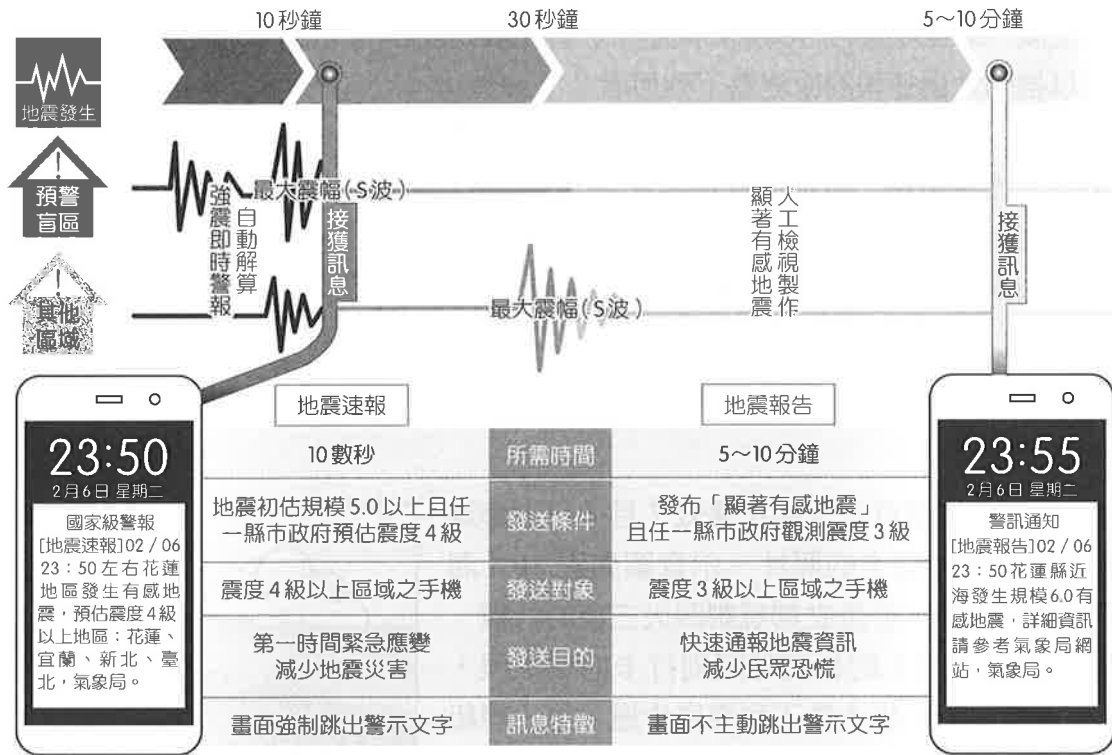 10秒鐘
30秒鐘
5～10分鐘
地震發生
預警
盲區
其他
區域
強震即時警報
自動解算
最大震幅(S波)
接獲訊息
最大震幅(S波)
顯著有感地震
人工檢視製作
接獲訊息
地震速報
地震報告
10數秒
所需時間
5～10分鐘
地震初估規模5.0以上且任
一縣市政府預估震度4級
發送條件
發布「顯著有感地震」
且任一縣市政府觀測震度3級
震度4級以上區域之手機
發送對象
震度3級以上區域之手機
第一時間緊急應變
減少地震災害
發送目的
快速通報地震資訊
減少民眾恐慌
畫面強制跳出警示文字
訊息特徵
畫面不主動跳出警示文字
23:50
2月6日 星期二
國家級警報
[地震速報]02/06
23：50左右花蓮
地區發生有感地
震，預估震度4級
以上地區：花蓮、
宜蘭、新北、臺
北，氣象局。
23:55
2月6日 星期二
警訊通知
[地震報告]02/06
23：50花蓮縣近
海發生規模6.0有
感地震，詳細資訊
請參考氣象局網
站，氣象局。